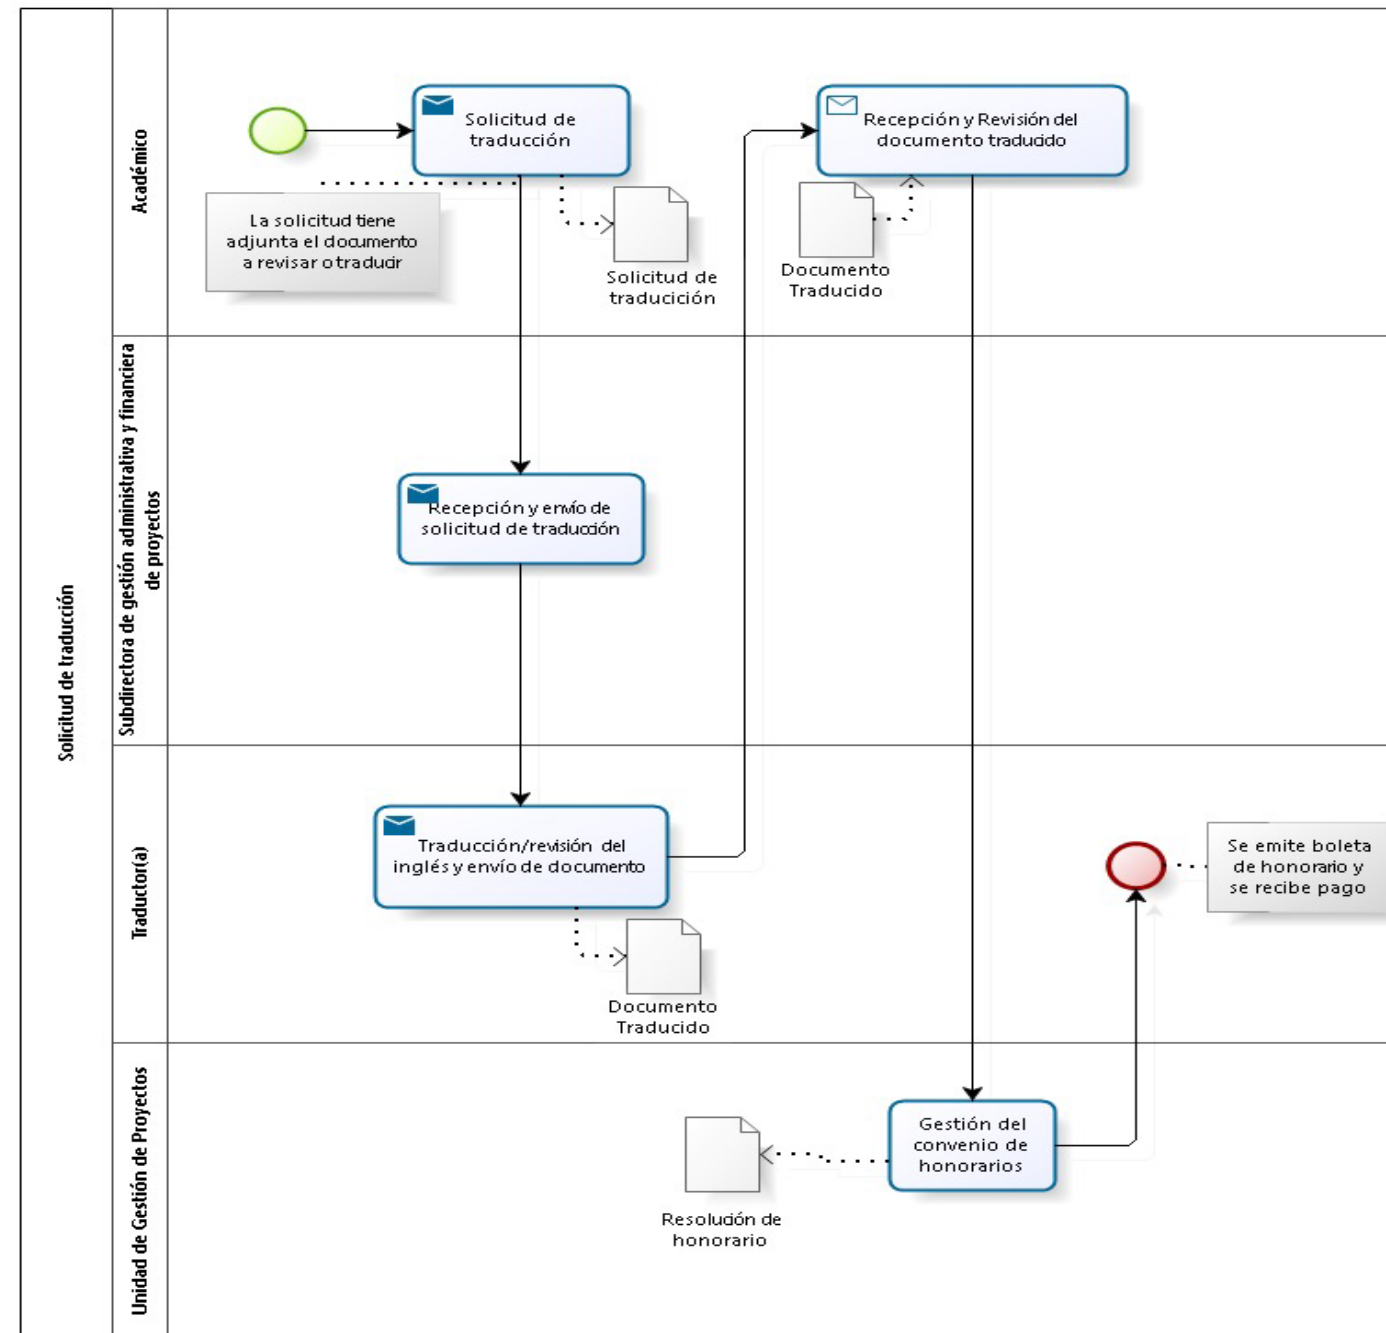 Solicitud de traducción
Académico
Solicitud de
traducción
La solicitud tiene
adjunta el documento
a revisar o traducir
Solicitud de
traducición
Recepción y Revisión del
documento traducido
Documento
Traducido
Subdirectora de gestión administrativa y financiera
de proyectos
Recepción y envío de
solicitud de traducción
Traductor(a)
Traducción/revisión del
inglés y envío de documento
Documento
Traducido
Se emite boleta
de honorario y
se recibe pago
Unidad de Gestión de Proyectos
Gestión del
convenio de
honorarios
Resolución de
honorario